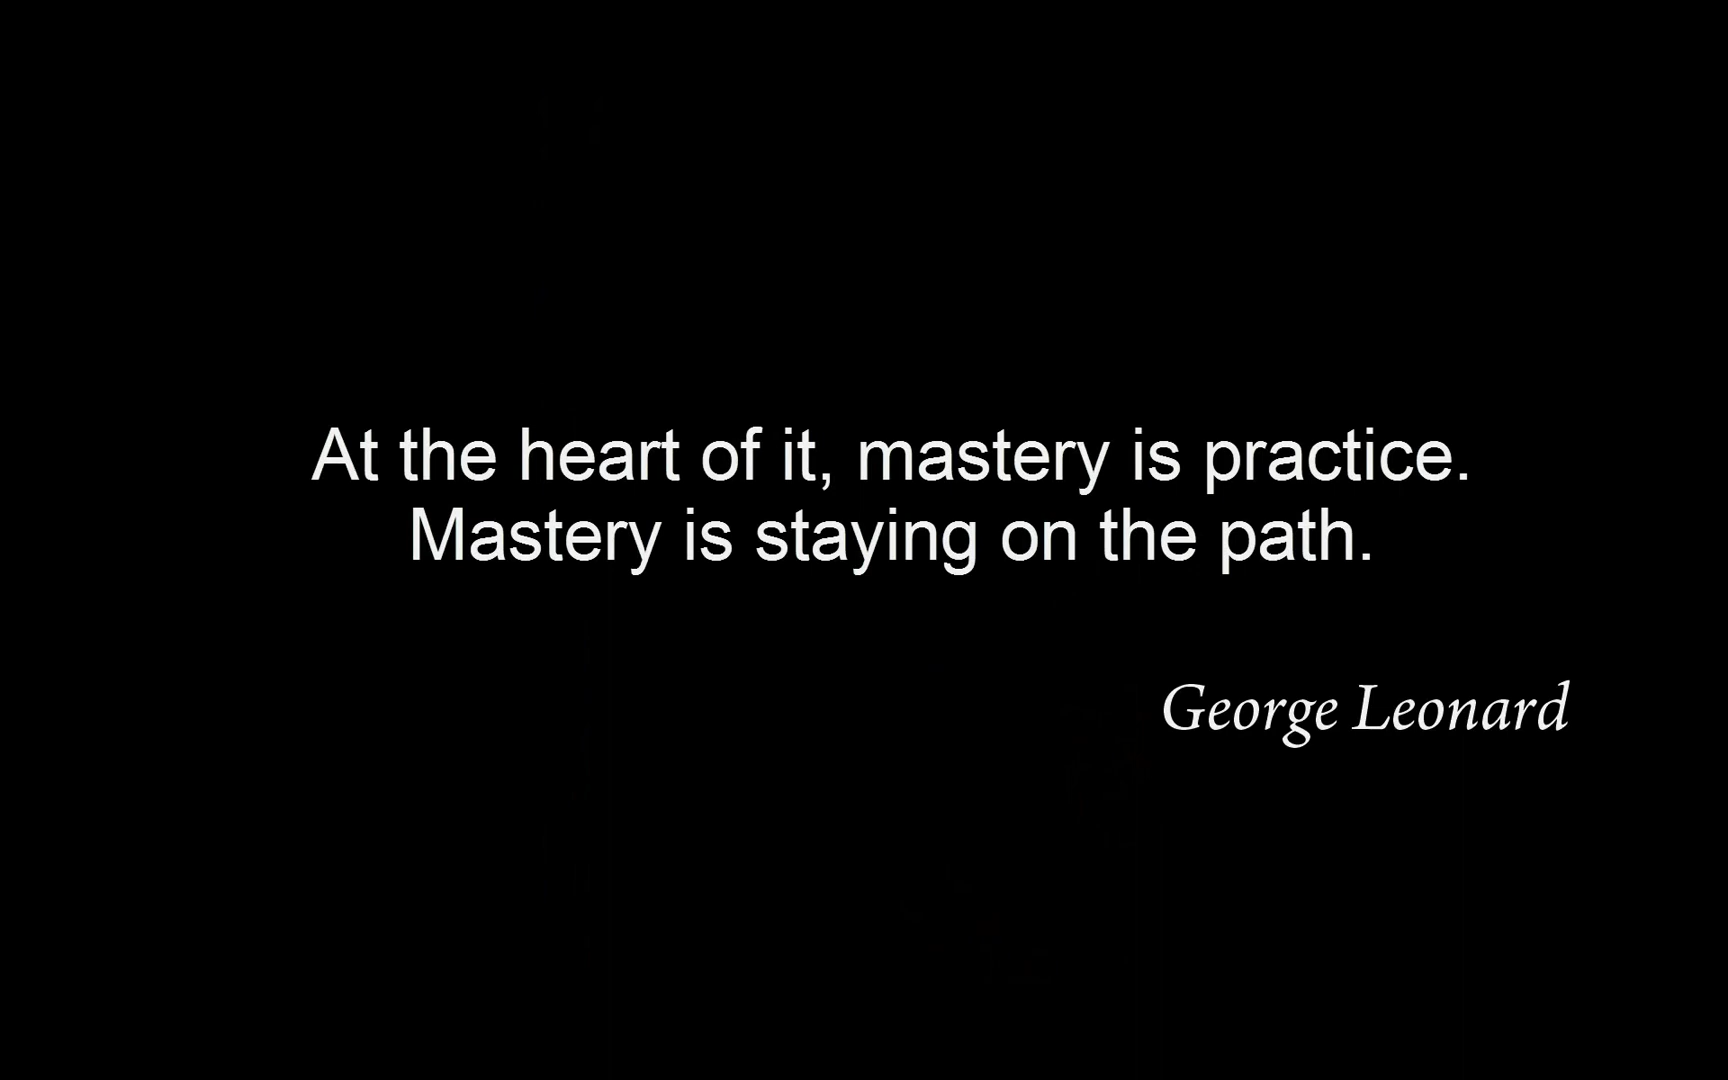 At the heart of it, mastery is practice.
Mastery is staying on the path.
George Leonard